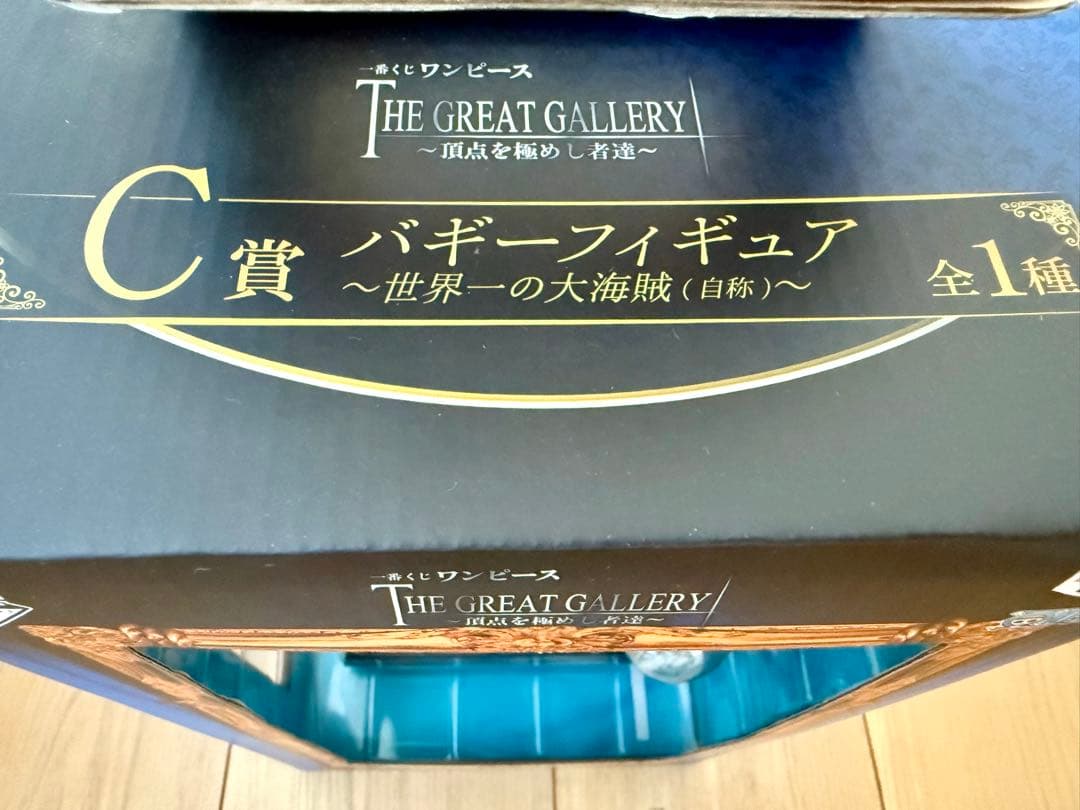 一番くじ ワンピース
THE GREAT GALLERY
～頂点を極めし者達～
C賞 バギーフィギュア 全1種
～世界一の大海賊(自称)～
一番くじ ワンピース
THE GREAT GALLERY
～頂点を極めし者達～